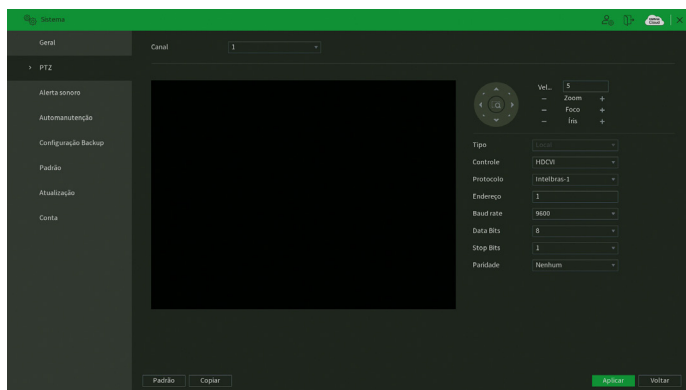 Sistema
Geral
PTZ
Alerta sonoro
Automanutenção
Configuração Backup
Padrão
Atualização
Conta
Canal 1
Vel... 5
Zoom
Foco
Íris
Tipo Local
Controle HDCVI
Protocolo Intelbras-1
Endereço 1
Baud rate 9600
Data Bits 8
Stop Bits 1
Paridade Nenhum
Padrão Copiar Aplicar Voltar